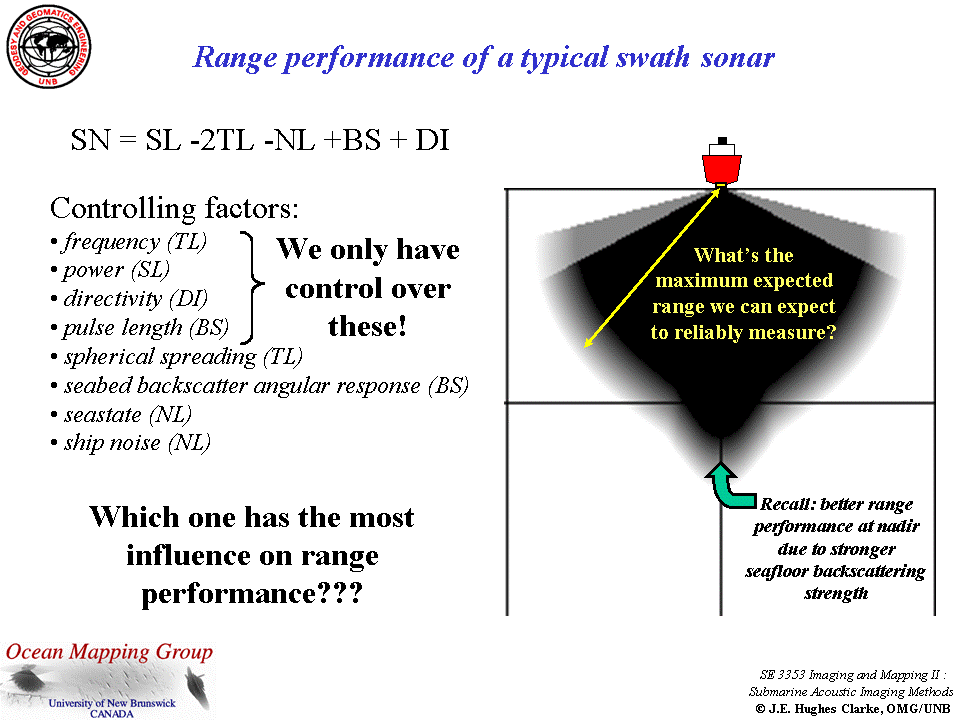 GEODESY AND GEOMATICS ENGINEERING
UNB
Range performance of a typical swath sonar
SN = SL -2TL -NL +BS + DI
Controlling factors:
• frequency (TL)
• power (SL)
• directivity (DI)
• pulse length (BS)
• spherical spreading (TL)
• seabed backscatter angular response (BS)
• seastate (NL)
• ship noise (NL)
We only have
control over
these!
Which one has the most
influence on range
performance???
What's the
maximum expected
range we can expect
to reliably measure?
Recall: better range
performance at nadir
due to stronger
seafloor backscattering
strength
Ocean Mapping Group
University of New Brunswick
CANADA
SE 3353 Imaging and Mapping II :
Submarine Acoustic Imaging Methods
© J.E. Hughes Clarke, OMG/UNB